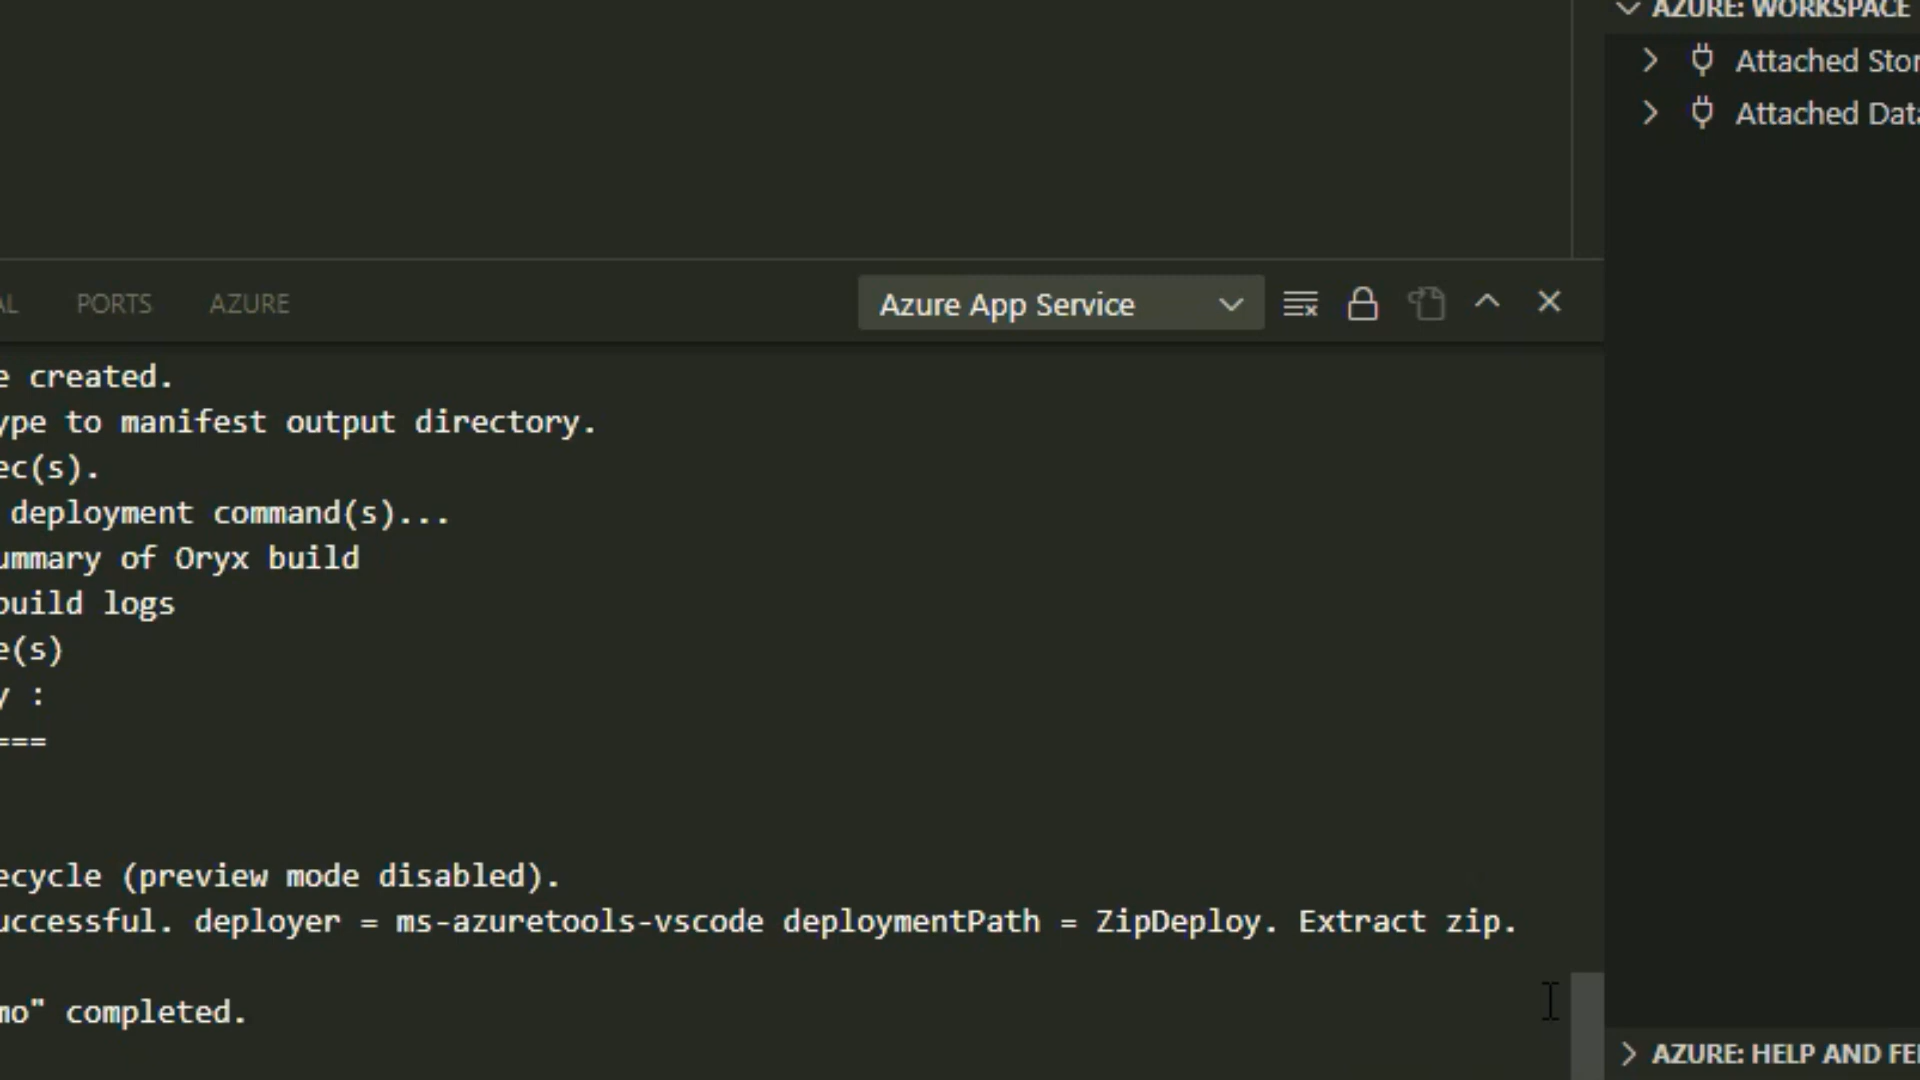 AZURE: WORKSPACE
Attached Stor
Attached Data
AL PORTS AZURE
Azure App Service
e created.
ype to manifest output directory.
ec(s).
deployment command(s)...
ummary of Oryx build
build logs
e(s)
y :
===
ecycle (preview mode disabled).
uccessful. deployer = ms-azuretools-vscode deploymentPath = ZipDeploy. Extract zip.
mo" completed.
AZURE: HELP AND FE